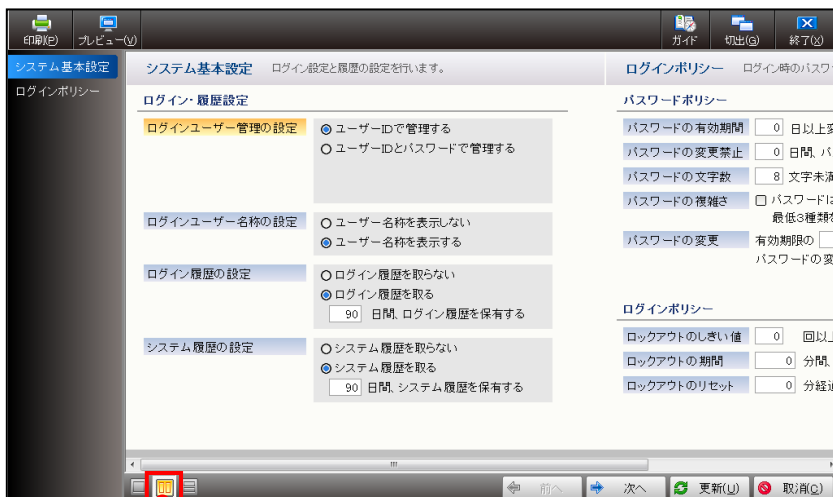 印刷(P)
プレビュー(V)
ガイド
切出(G)
終了(X)
システム基本設定
ログインポリシー
システム基本設定 ログイン設定と履歴の設定を行います。
ログイン・履歴設定
ログインユーザー管理の設定
ユーザーIDで管理する
ユーザーIDとパスワードで管理する
ログインユーザー名称の設定
ユーザー名称を表示しない
ユーザー名称を表示する
ログイン履歴の設定
ログイン履歴を取らない
ログイン履歴を取る
90 日間、ログイン履歴を保有する
システム履歴の設定
システム履歴を取らない
システム履歴を取る
90 日間、システム履歴を保有する
ログインポリシー ログイン時のパスワ
パスワードポリシー
パスワードの有効期間 0 日以上変
パスワードの変更禁止 0 日間、パ
パスワードの文字数 8 文字未満
パスワードの複雑さ パスワードは
最低3種類を
パスワードの変更 有効期限の
パスワードの変
ログインポリシー
ロックアウトのしきい値 0 回以上
ロックアウトの期間 0 分間、
ロックアウトのリセット 0 分経過
前へ
次へ
更新(U)
取消(C)